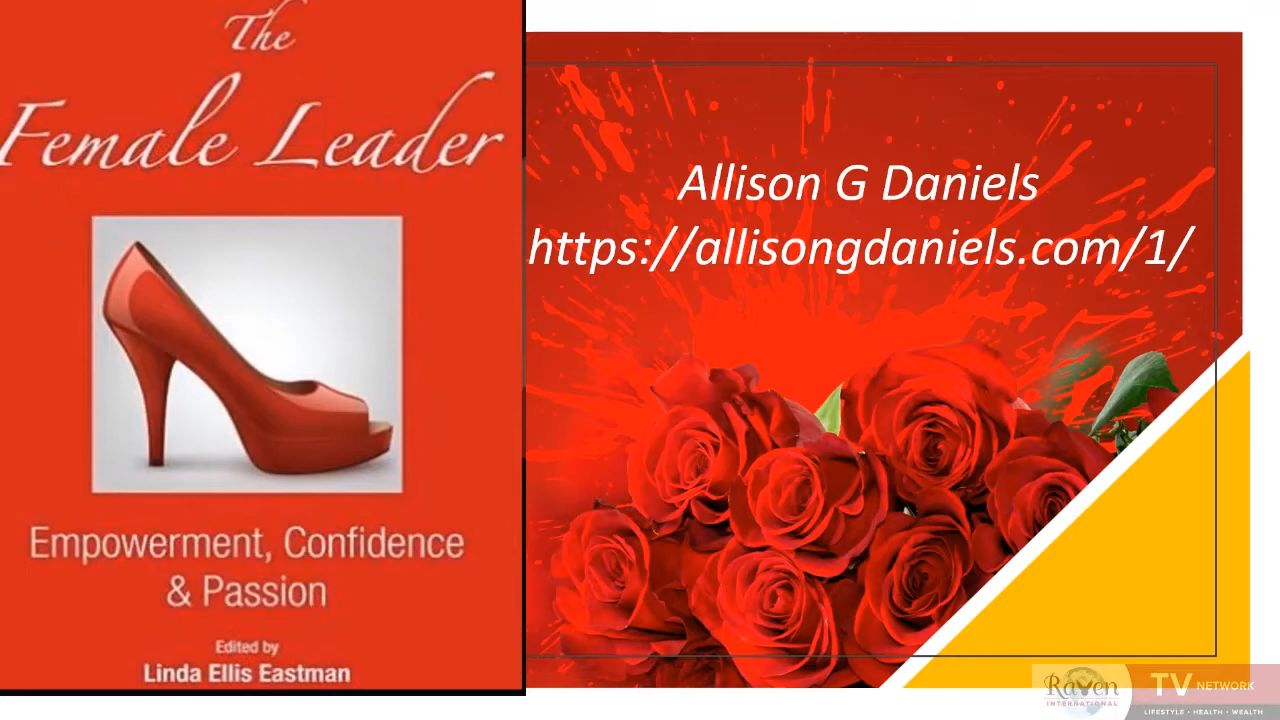 The
Female Leader
Empowerment, Confidence
& Passion
Edited by
Linda Ellis Eastman
Allison G Daniels
https://allisongdaniels.com/1/
Raven
INTERNATIONAL
TV NETWORK
LIFESTYLE • HEALTH • WEALTH